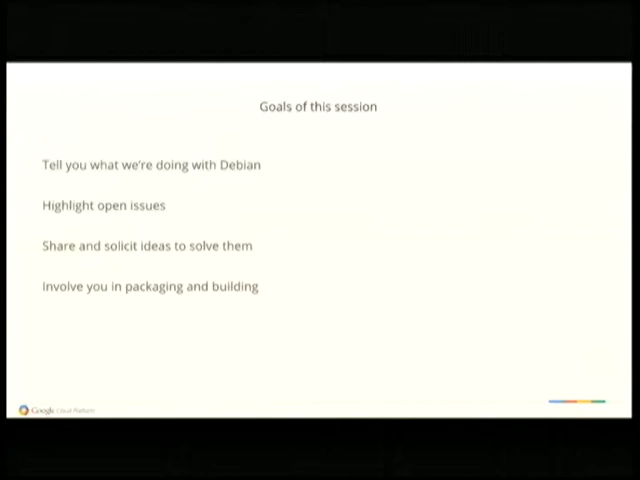 Goals of this session
Tell you what we're doing with Debian
Highlight open issues
Share and solicit ideas to solve them
Involve you in packaging and building
Google Cloud Platform